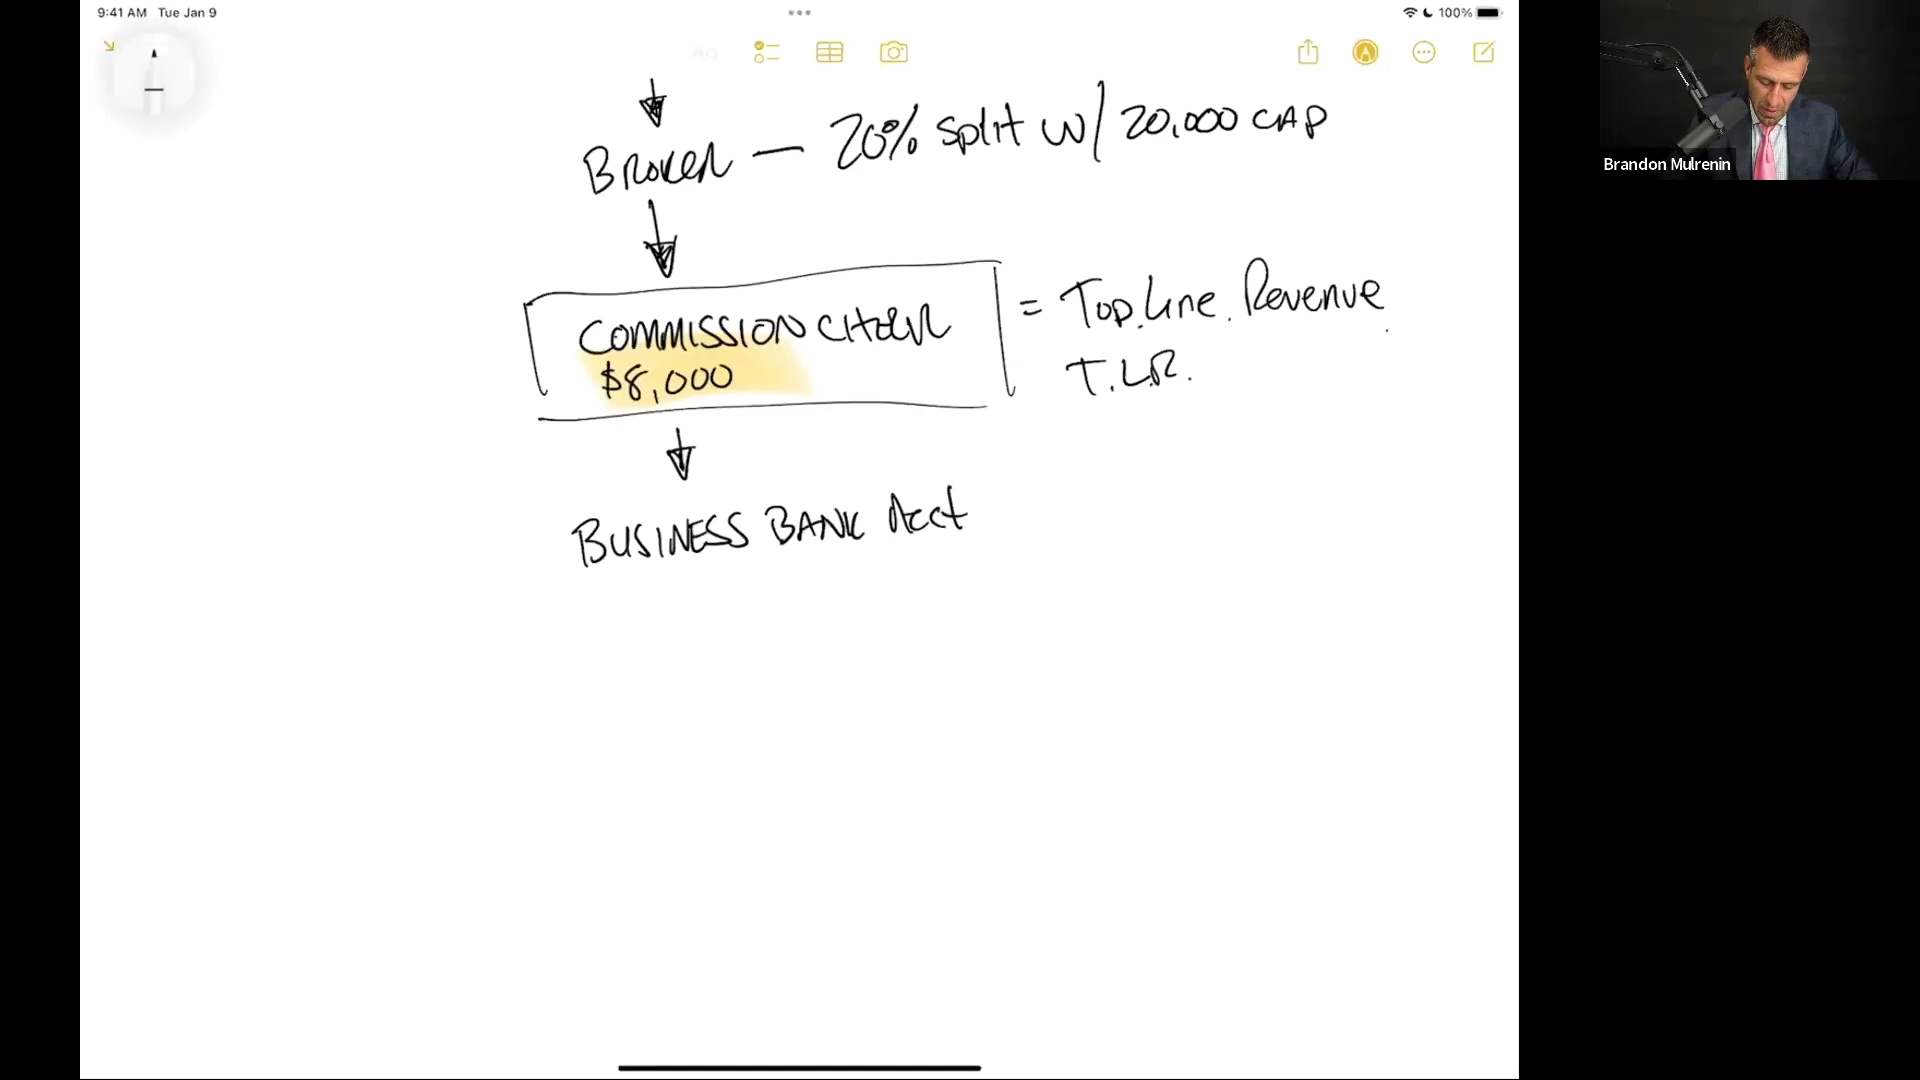 9:41 AM Tue Jan 9
100%
Broker — 20% split w/ 20,000 CAP
COMMISSION CHECK
$8,000
= Top.Line.Revenue
T.L.R.
BUSINESS BANK Acct
Brandon Mulrenin